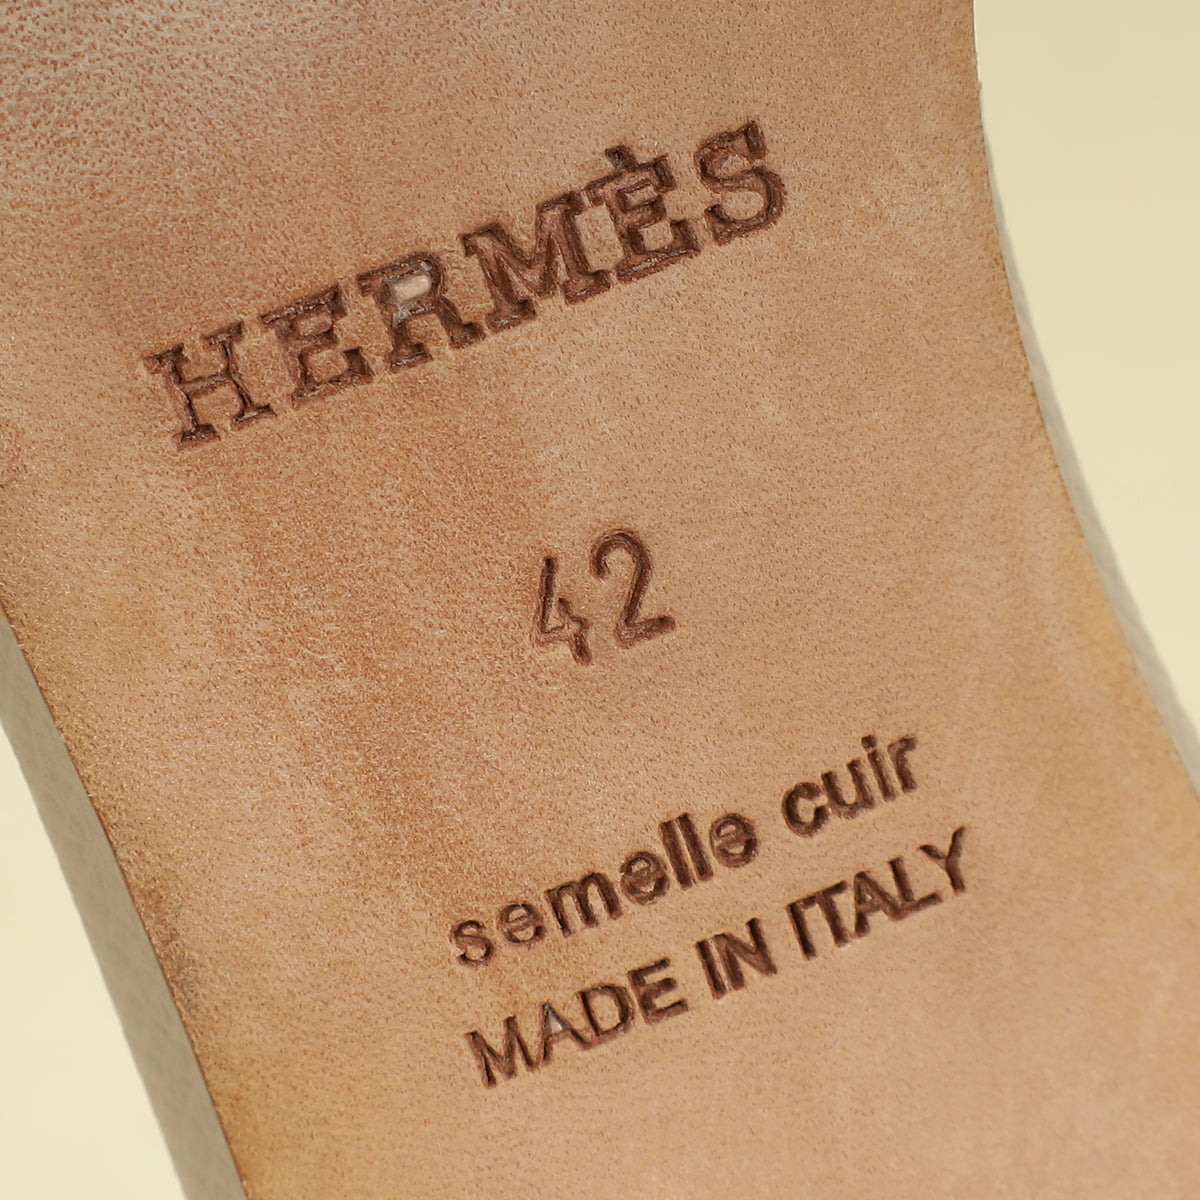 HERMÈS
42
semelle cuir
MADE IN ITALY